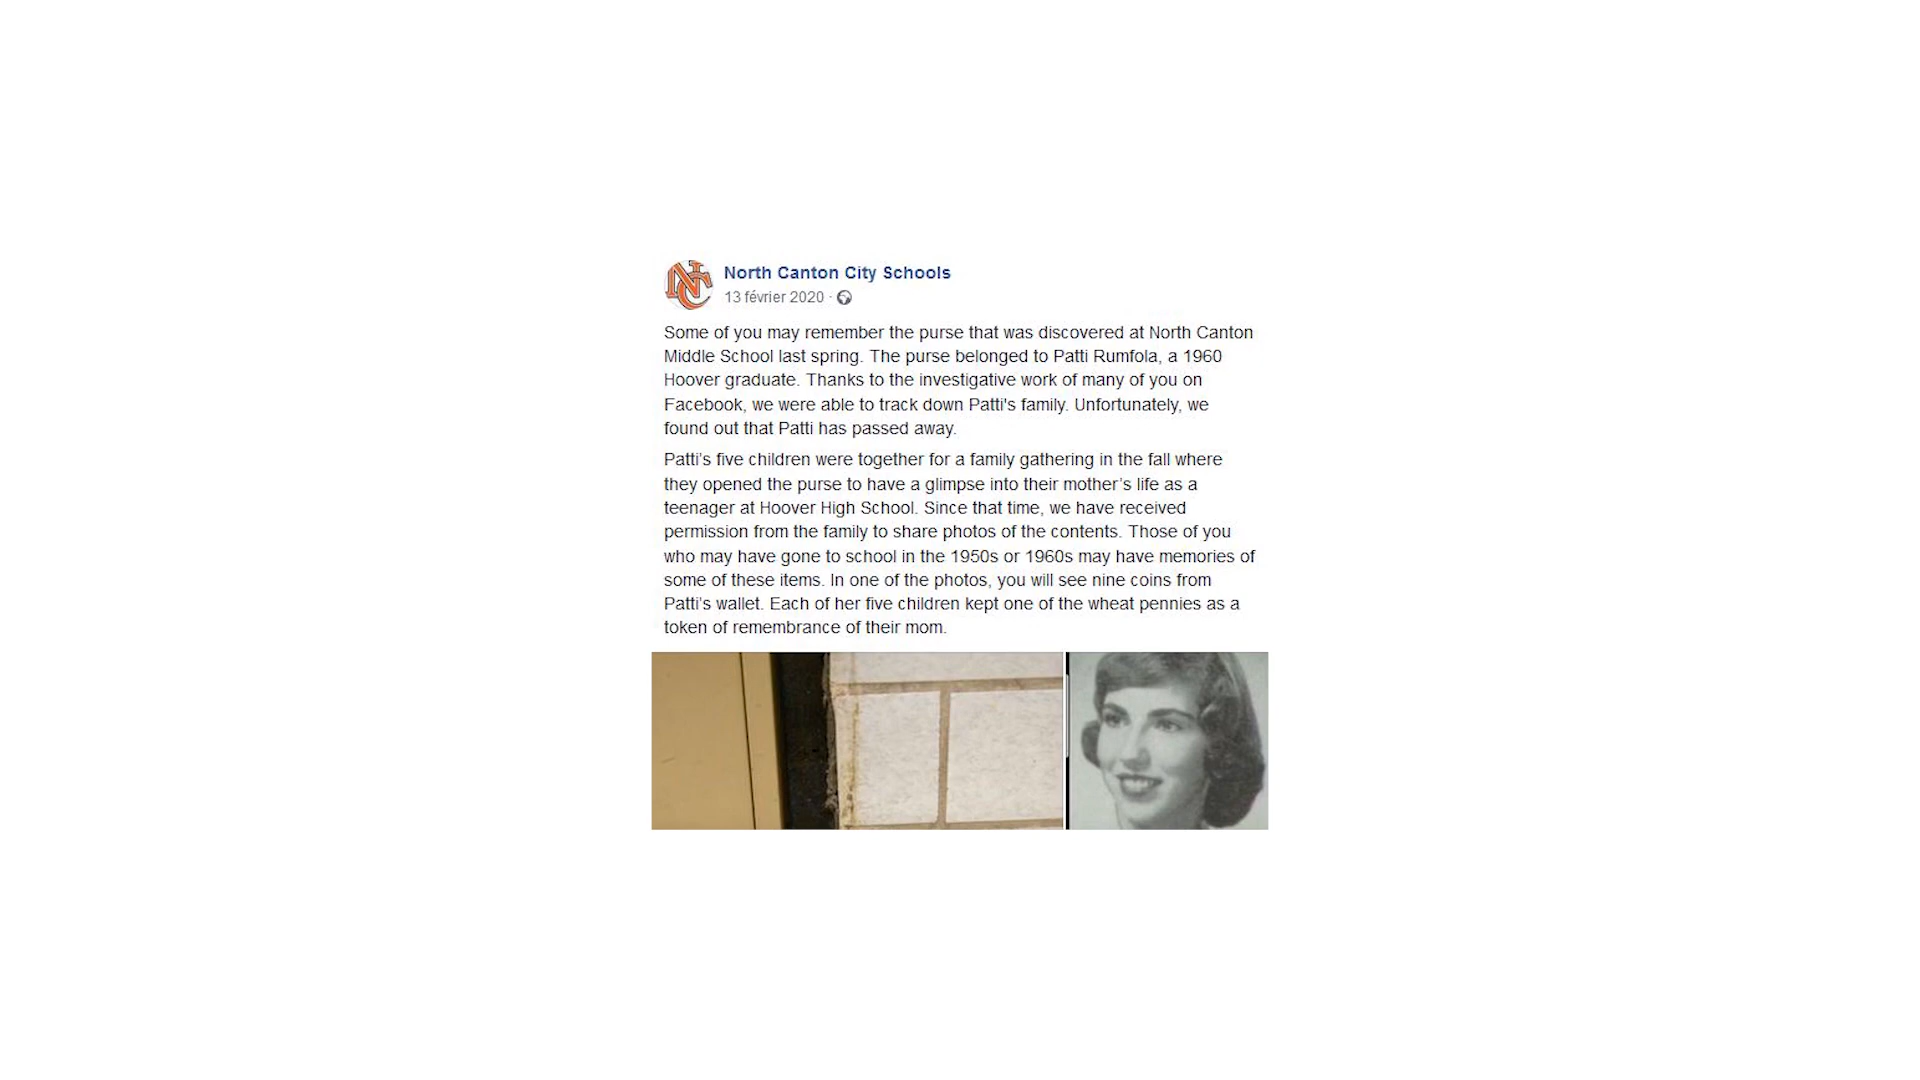 NC
North Canton City Schools
13 février 2020 ·
Some of you may remember the purse that was discovered at North Canton
Middle School last spring. The purse belonged to Patti Rumfola, a 1960
Hoover graduate. Thanks to the investigative work of many of you on
Facebook, we were able to track down Patti's family. Unfortunately, we
found out that Patti has passed away.
Patti's five children were together for a family gathering in the fall where
they opened the purse to have a glimpse into their mother's life as a
teenager at Hoover High School. Since that time, we have received
permission from the family to share photos of the contents. Those of you
who may have gone to school in the 1950s or 1960s may have memories of
some of these items. In one of the photos, you will see nine coins from
Patti's wallet. Each of her five children kept one of the wheat pennies as a
token of remembrance of their mom.